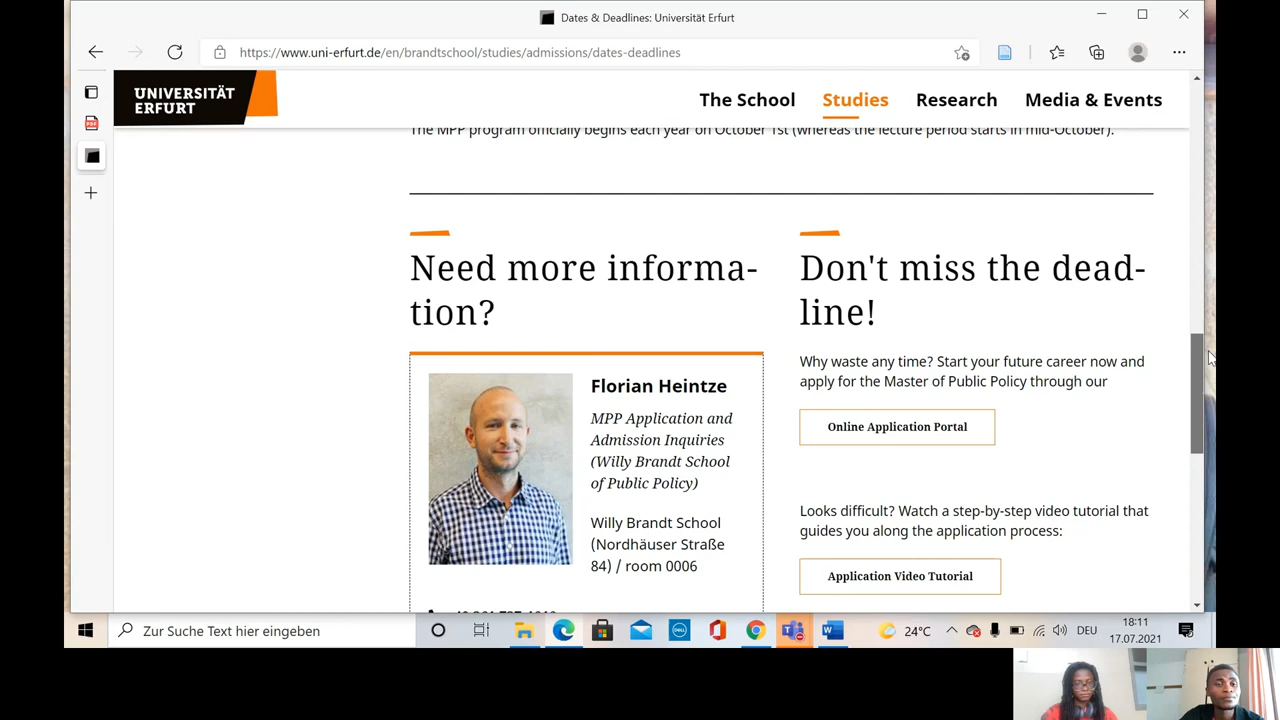 Dates & Deadlines: Universität Erfurt
https://www.uni-erfurt.de/en/brandtschool/studies/admissions/dates-deadlines
UNIVERSITÄT
ERFURT
The School Studies Research Media & Events
The MPP program officially begins each year on October 1st (whereas the lecture period starts in mid-October).
Need more informa-
tion?
Florian Heintze
MPP Application and
Admission Inquiries
(Willy Brandt School
of Public Policy)
Willy Brandt School
(Nordhäuser Straße
84) / room 0006
Don't miss the dead-
line!
Why waste any time? Start your future career now and
apply for the Master of Public Policy through our
Online Application Portal
Looks difficult? Watch a step-by-step video tutorial that
guides you along the application process:
Application Video Tutorial
Zur Suche Text hier eingeben
24°C
DEU
18:11
17.07.2021